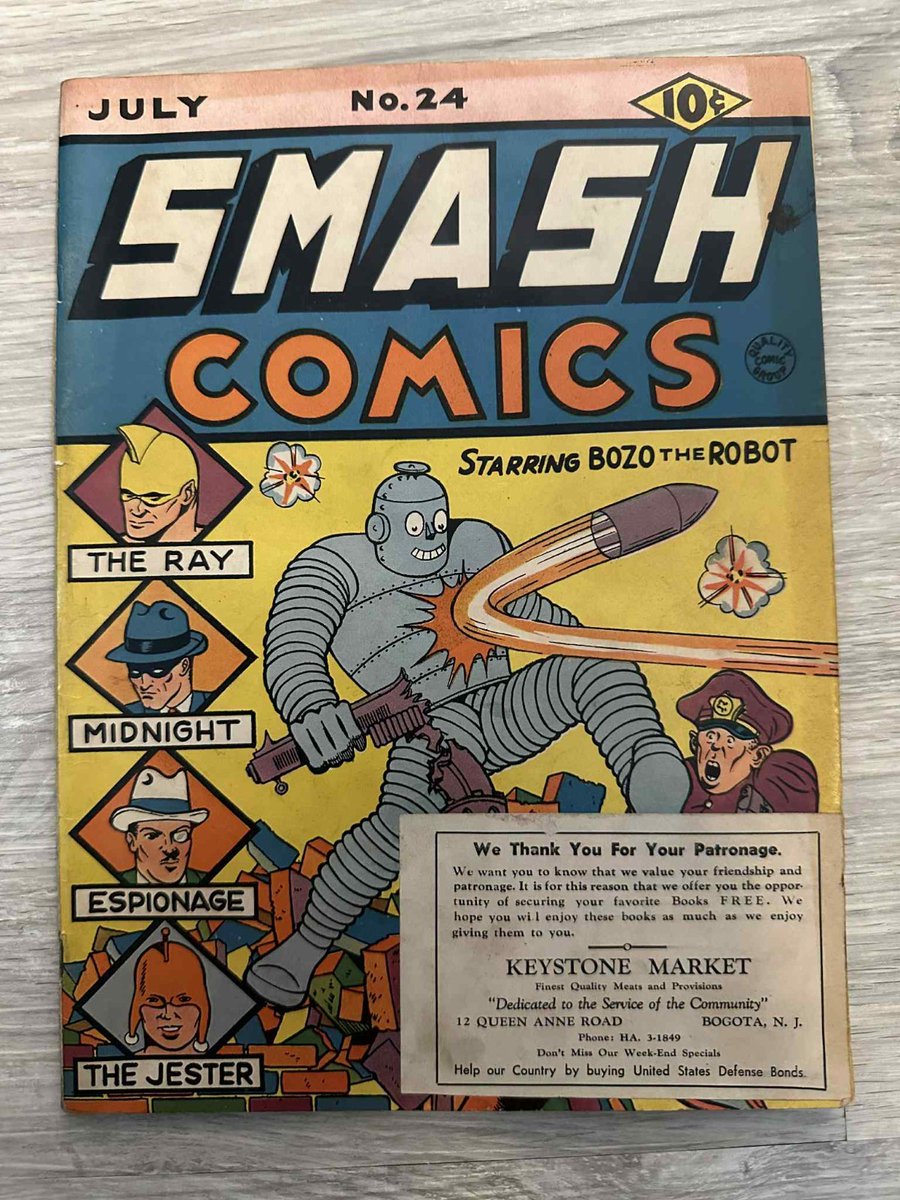 JULY No. 24 10¢
SMASH
COMICS
QUALITY
COMIC
GROUP
STARRING BOZO THE ROBOT
THE RAY
MIDNIGHT
ESPIONAGE
THE JESTER
We Thank You For Your Patronage.
We want you to know that we value your friendship and
patronage. It is for this reason that we offer you the oppor-
tunity of securing your favorite Books FREE. We
hope you will enjoy these books as much as we enjoy
giving them to you.
KEYSTONE MARKET
Finest Quality Meats and Provisions
"Dedicated to the Service of the Community"
12 QUEEN ANNE ROAD BOGOTA, N. J.
Phone: HA. 3-1849
Don't Miss Our Week-End Specials
Help our Country by buying United States Defense Bonds